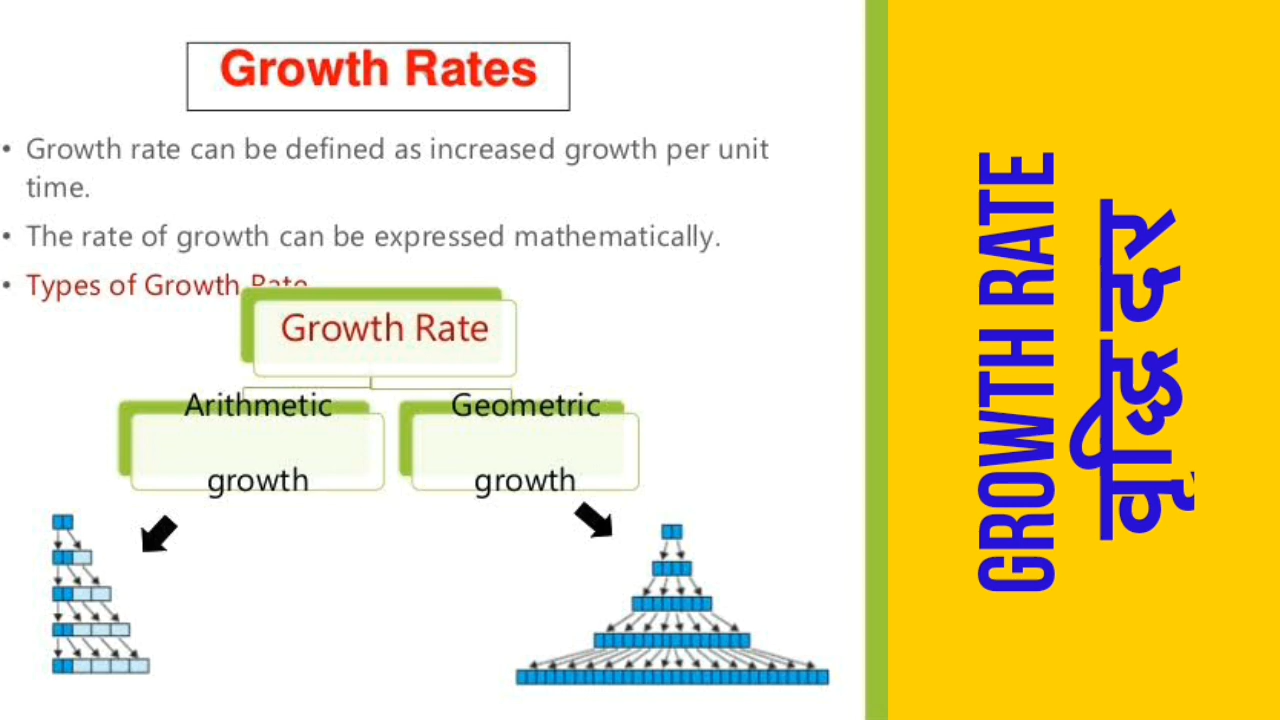 Growth Rates
• Growth rate can be defined as increased growth per unit
time.
• The rate of growth can be expressed mathematically.
• Types of Growth Rate
Growth Rate
Arithmetic
growth
Geometric
growth
GROWTH RATE
वृद्धि दर